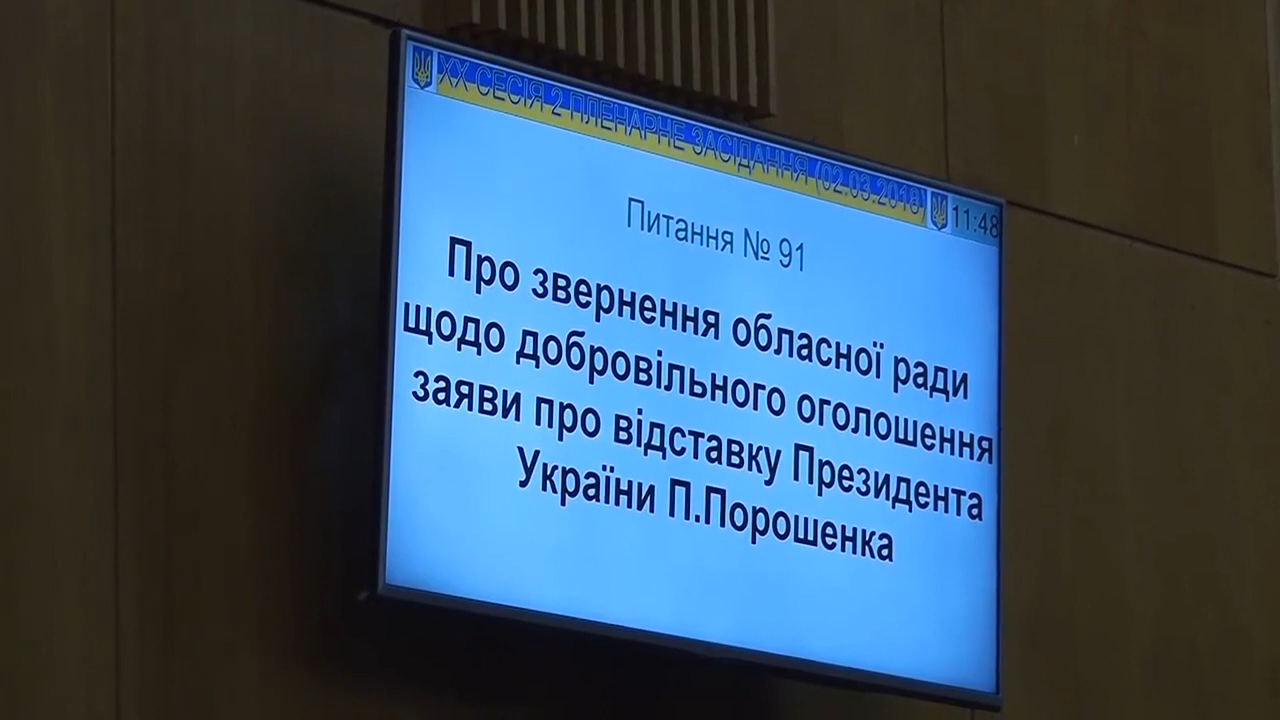 XX СЕСІЯ 2 ПЛЕНАРНЕ ЗАСІДАННЯ (02.03.2018)
11:48
Питання № 91
Про звернення обласної ради
щодо добровільного оголошення
заяви про відставку Президента
України П.Порошенка